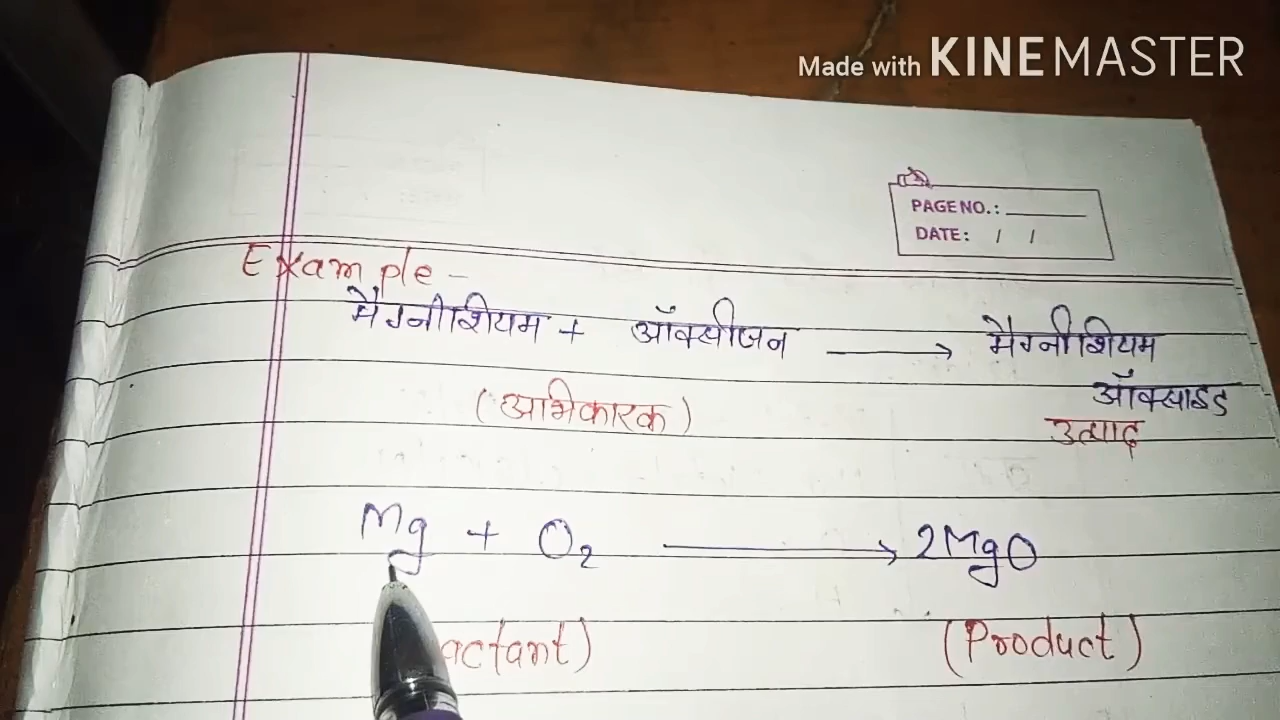 Made with KINEMASTER
PAGE NO.:
DATE: / /
Example -
मैग्नीशियम + ऑक्सीजन ⟶ मैग्नीशियम
ऑक्साइड
(अभिकारक) उत्पाद
Mg + O₂ ⟶ 2MgO
actant) (Product)